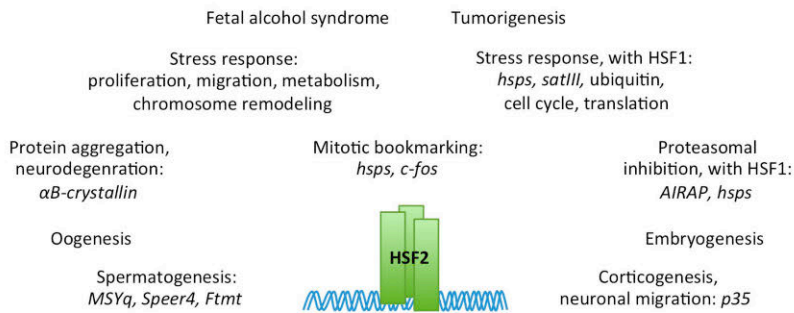 Fetal alcohol syndrome
Tumorigenesis
Stress response:
proliferation, migration, metabolism,
chromosome remodeling
Stress response, with HSF1:
hsps, satIII, ubiquitin,
cell cycle, translation
Protein aggregation,
neurodegenration:
αB-crystallin
Mitotic bookmarking:
hsps, c-fos
Proteasomal
inhibition, with HSF1:
AIRAP, hsps
Oogenesis
HSF2
Embryogenesis
Spermatogenesis:
MSYq, Speer4, Ftmt
Corticogenesis,
neuronal migration: p35